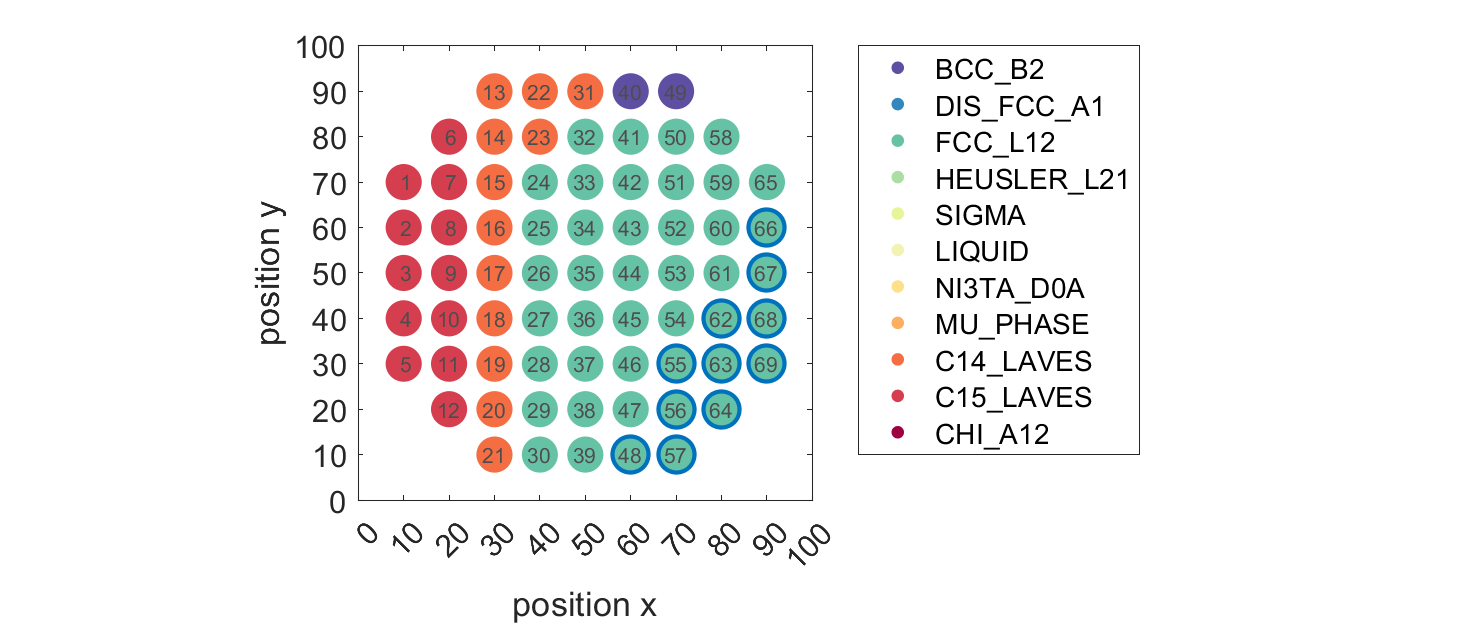 100
90 13 22 31 40 49
80 6 14 23 32 41 50 58
70 1 7 15 24 33 42 51 59 65
60 2 8 16 25 34 43 52 60 66
50 3 9 17 26 35 44 53 61 67
40 4 10 18 27 36 45 54 62 68
30 5 11 19 28 37 46 55 63 69
20 12 20 29 38 47 56 64
10 21 30 39 48 57
0
position y
0 10 20 30 40 50 60 70 80 90 100
position x
BCC_B2
DIS_FCC_A1
FCC_L12
HEUSLER_L21
SIGMA
LIQUID
NI3TA_D0A
MU_PHASE
C14_LAVES
C15_LAVES
CHI_A12